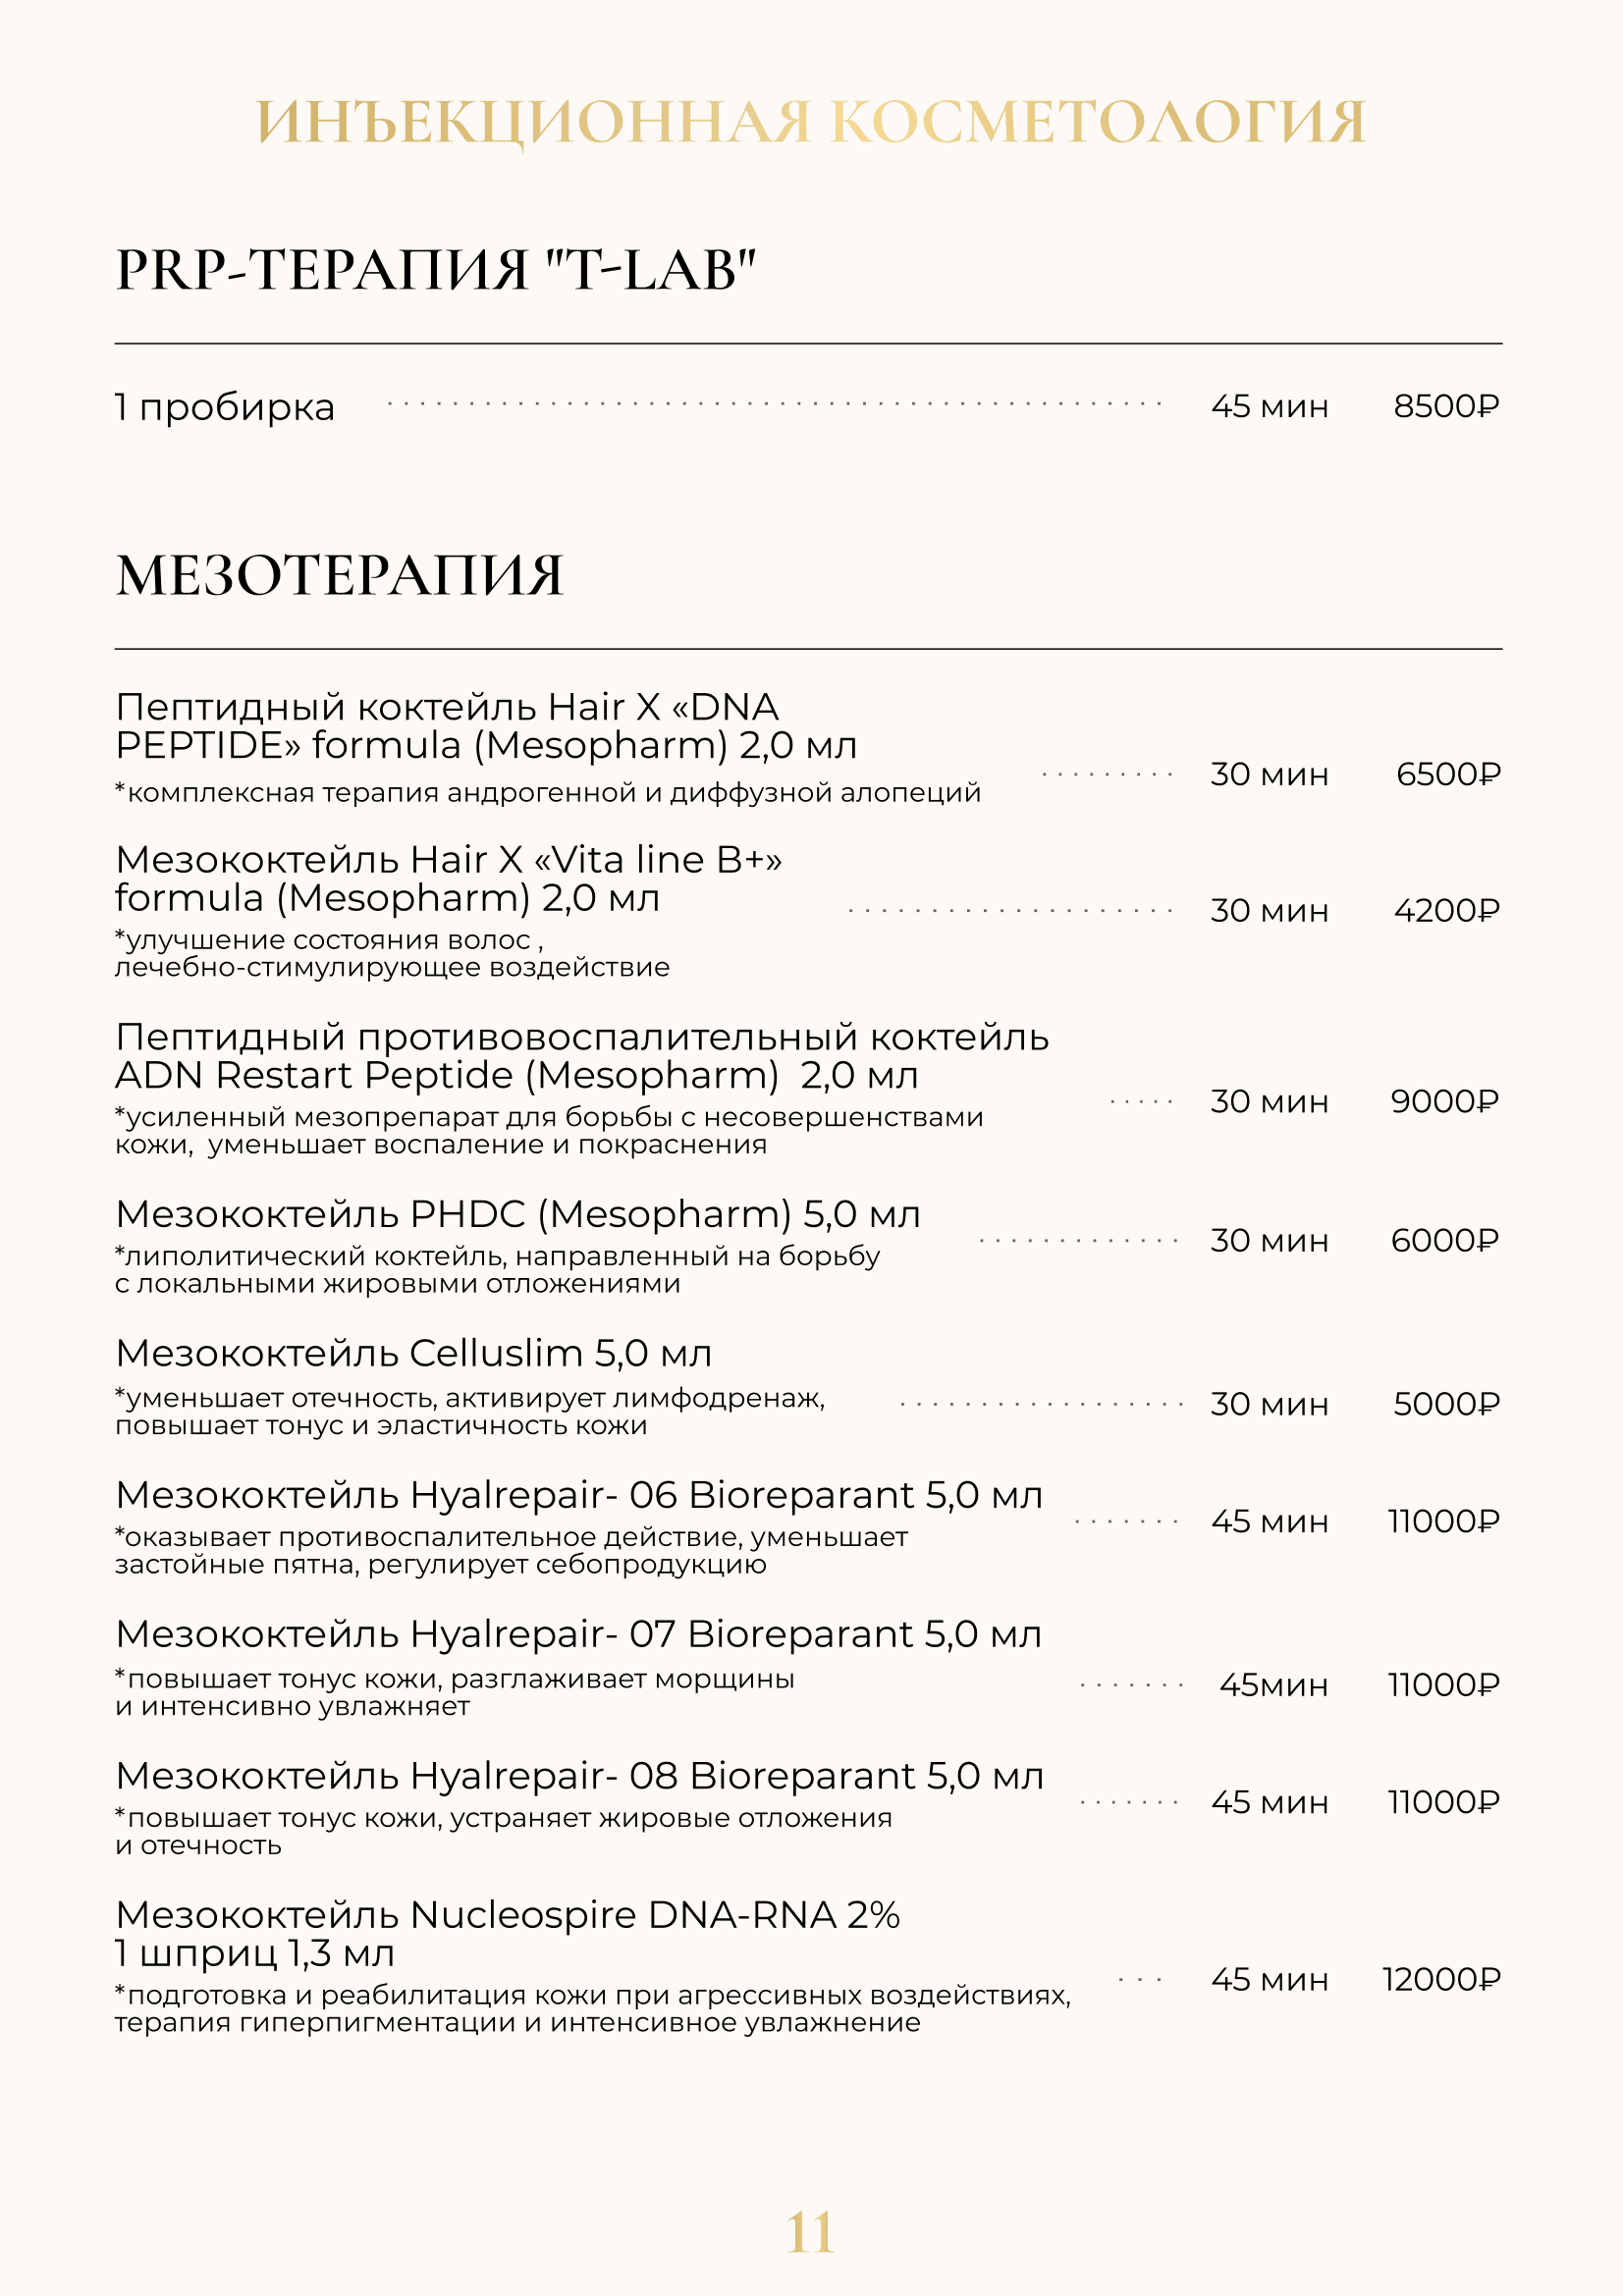 ИНЪЕКЦИОННАЯ КОСМЕТОЛОГИЯ
PRP-ТЕРАПИЯ "T-LAB"
1 пробирка 45 мин 8500₽
МЕЗОТЕРАПИЯ
Пептидный коктейль Hair X «DNA
PEPTIDE» formula (Mesopharm) 2,0 мл
30 мин 6500₽
*комплексная терапия андрогенной и диффузной алопеций
Мезококтейль Hair X «Vita line B+»
formula (Mesopharm) 2,0 мл
30 мин 4200₽
*улучшение состояния волос ,
лечебно-стимулирующее воздействие
Пептидный противовоспалительный коктейль
ADN Restart Peptide (Mesopharm)  2,0 мл
30 мин 9000₽
*усиленный мезопрепарат для борьбы с несовершенствами
кожи,  уменьшает воспаление и покраснения
Мезококтейль PHDC (Mesopharm) 5,0 мл
30 мин 6000₽
*липолитический коктейль, направленный на борьбу
с локальными жировыми отложениями
Мезококтейль Celluslim 5,0 мл
*уменьшает отечность, активирует лимфодренаж,
30 мин 5000₽
повышает тонус и эластичность кожи
Мезококтейль Hyalrepair- 06 Bioreparant 5,0 мл
45 мин 11000₽
*оказывает противоспалительное действие, уменьшает
застойные пятна, регулирует себопродукцию
Мезококтейль Hyalrepair- 07 Bioreparant 5,0 мл
*повышает тонус кожи, разглаживает морщины
45мин 11000₽
и интенсивно увлажняет
Мезококтейль Hyalrepair- 08 Bioreparant 5,0 мл
45 мин 11000₽
*повышает тонус кожи, устраняет жировые отложения
и отечность
Мезококтейль Nucleospire DNA-RNA 2%
1 шприц 1,3 мл
45 мин 12000₽
*подготовка и реабилитация кожи при агрессивных воздействиях,
терапия гиперпигментации и интенсивное увлажнение
11